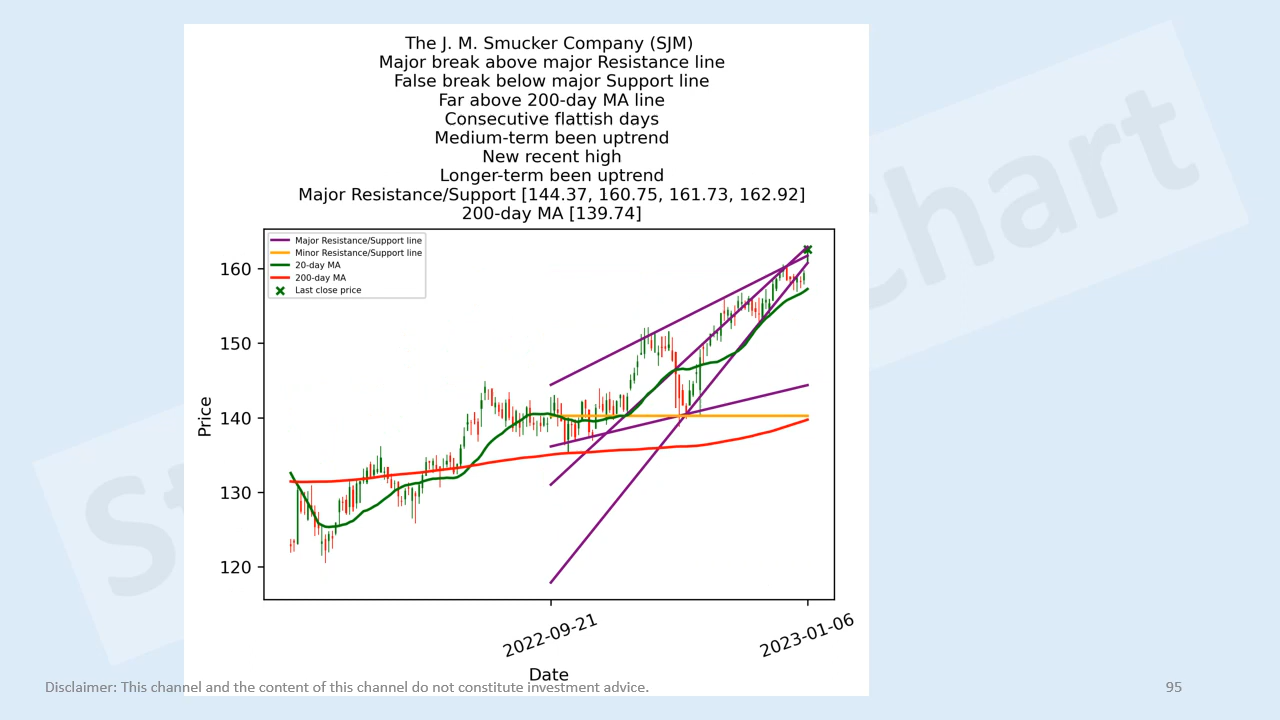 The J. M. Smucker Company (SJM)
Major break above major Resistance line
False break below major Support line
Far above 200-day MA line
Consecutive flattish days
Medium-term been uptrend
New recent high
Longer-term been uptrend
Major Resistance/Support [144.37, 160.75, 161.73, 162.92]
200-day MA [139.74]
Major Resistance/Support line
Minor Resistance/Support line
20-day MA
200-day MA
Last close price
Price
160
150
140
130
120
2022-09-21
2023-01-06
Date
Disclaimer: This channel and the content of this channel do not constitute investment advice.
95